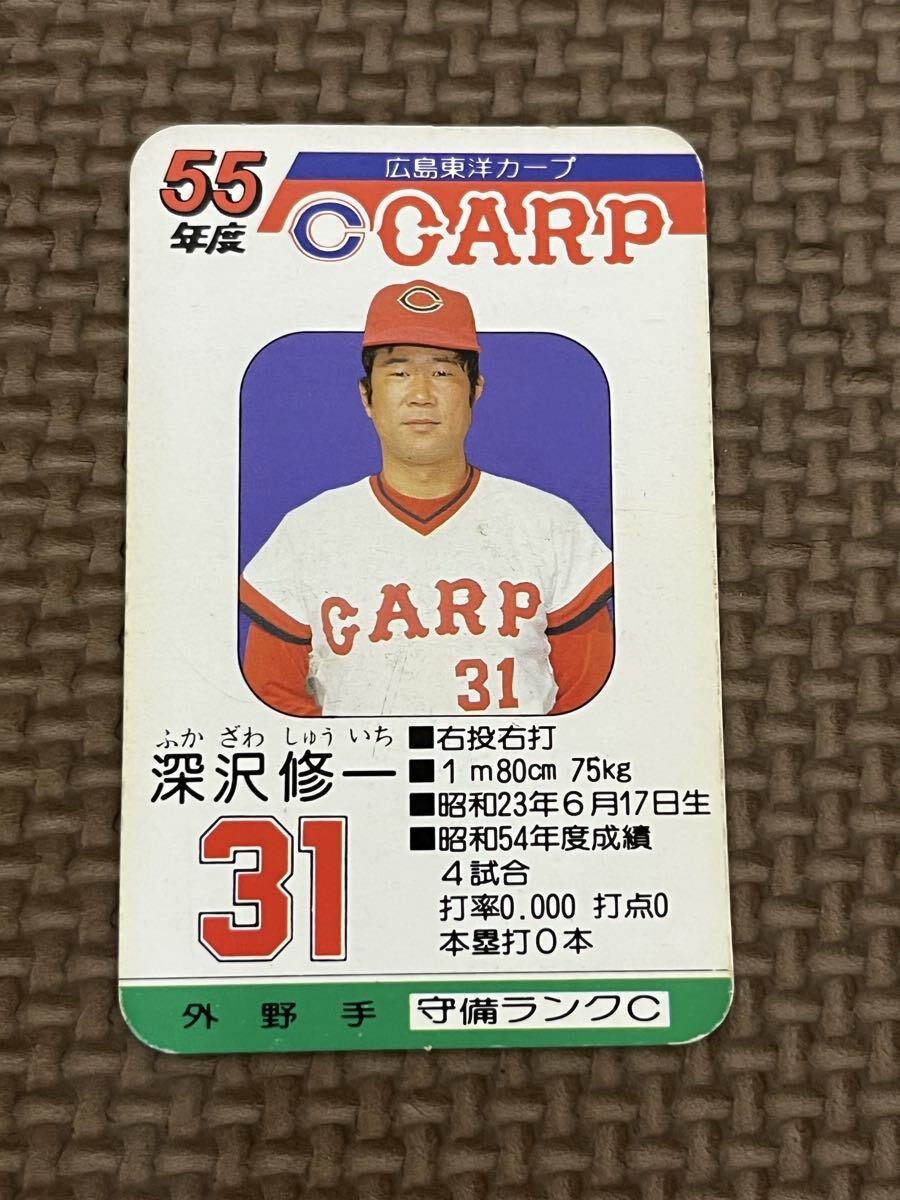 55
年度
広島東洋カープ
C CARP
C
CARP
31
ふか ざわ しゅう いち
深沢修一
31
■右投右打
■1m80cm 75kg
■昭和23年6月17日生
■昭和54年度成績
4試合
打率0.000 打点0
本塁打0本
外野手 守備ランクC